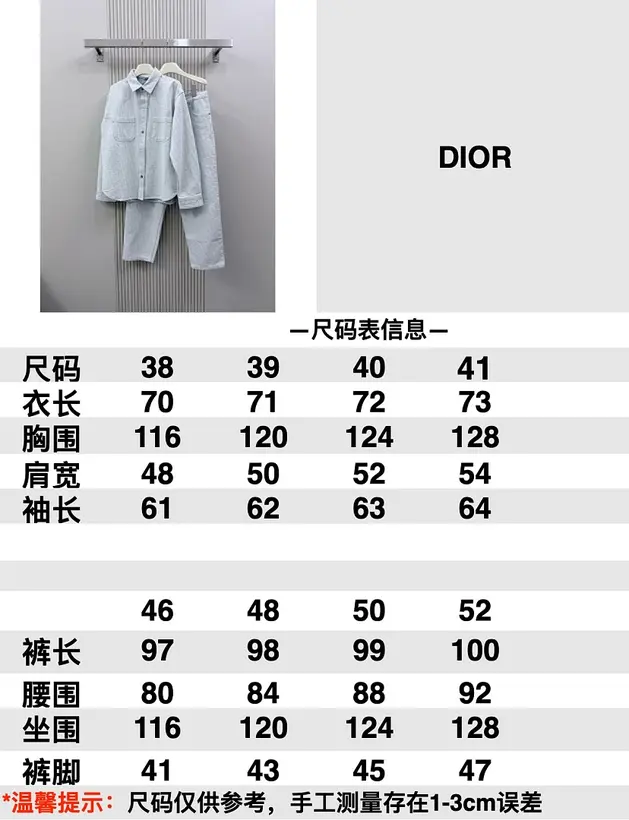 DIOR
—尺码表信息—
尺码 38 39 40 41
衣长 70 71 72 73
胸围 116 120 124 128
肩宽 48 50 52 54
袖长 61 62 63 64
46 48 50 52
裤长 97 98 99 100
腰围 80 84 88 92
坐围 116 120 124 128
裤脚 41 43 45 47
*温馨提示：尺码仅供参考，手工测量存在1-3cm误差